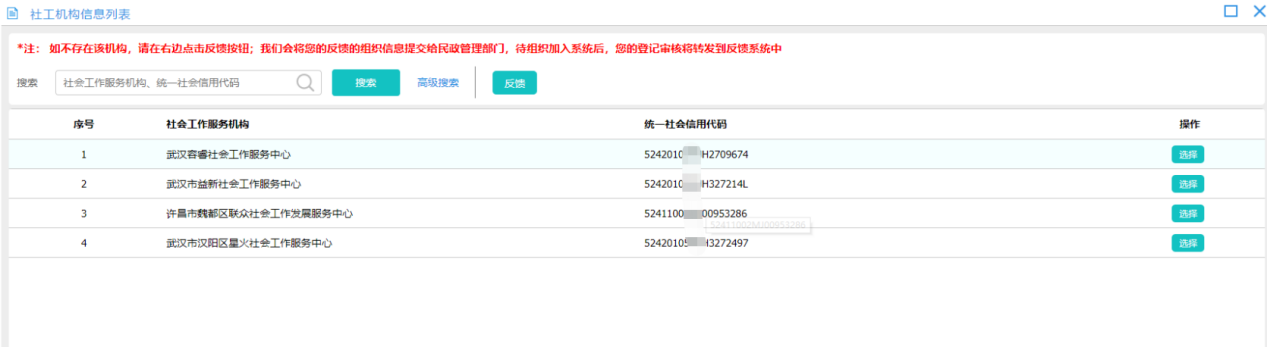 社工机构信息列表
*注： 如不存在该机构，请在右边点击反馈按钮；我们会将您的反馈的组织信息提交给民政管理部门，待组织加入系统后，您的登记审核将转发到反馈系统中
搜索 社会工作服务机构、统一社会信用代码 搜索 高级搜索 反馈
序号 社会工作服务机构 统一社会信用代码 操作
1 武汉容睿社会工作服务中心 5242010 H2709674 选择
2 武汉市益新社会工作服务中心 5242010 H327214L 选择
3 许昌市魏都区联众社会工作发展服务中心 5241100 00953286 选择
52411002MJ00953286
4 武汉市汉阳区星火社会工作服务中心 5242010 3272497 选择